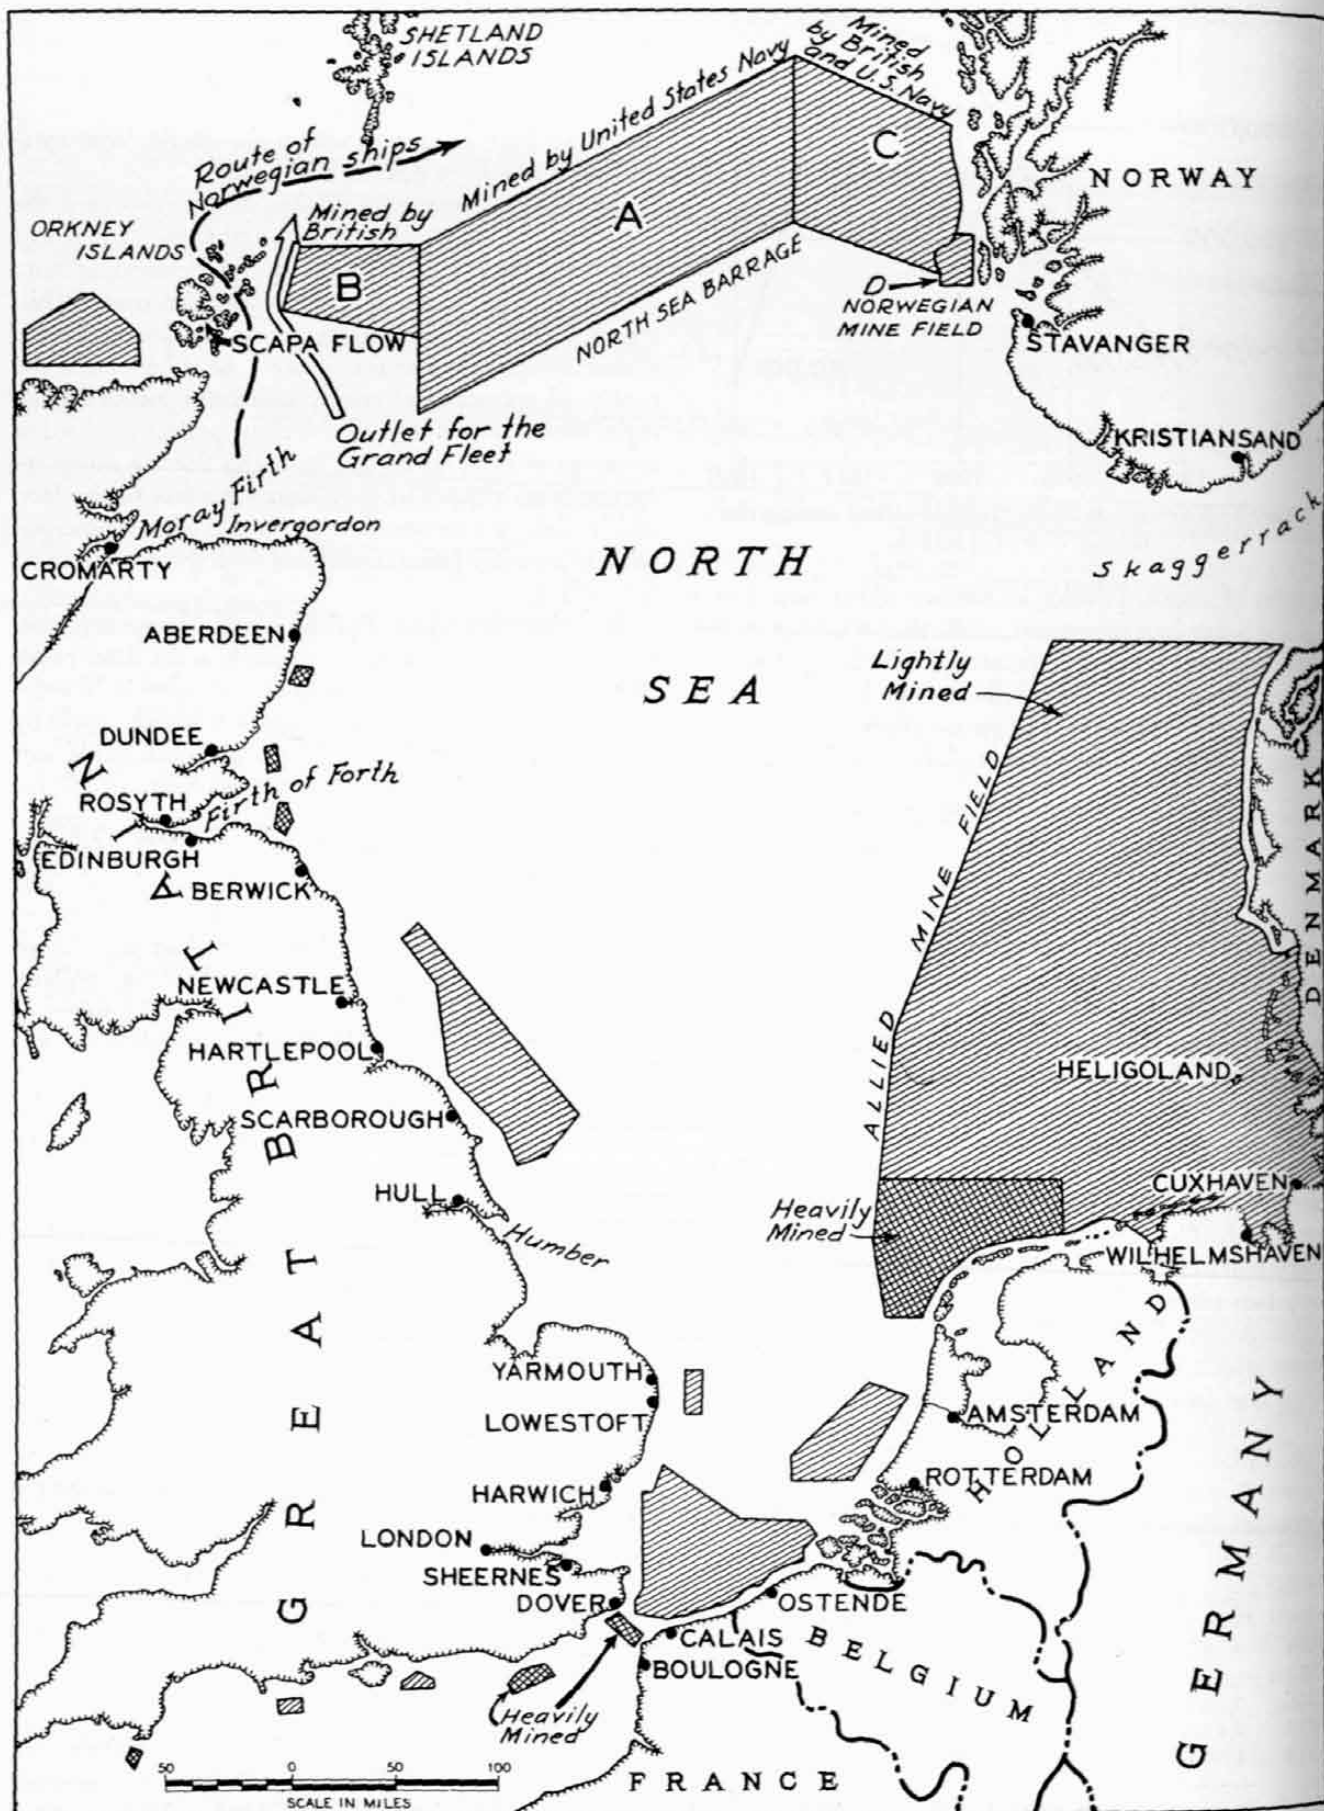 SHETLAND
ISLANDS
Route of
Norwegian ships
Mined by United States Navy
Mined
by British
and U.S. Navy
C
NORWAY
A
ORKNEY
ISLANDS
Mined by
British
B
NORTH SEA BARRAGE
D
NORWEGIAN
MINE FIELD
SCAPA FLOW
STAVANGER
Outlet for the
Grand Fleet
KRISTIANSAND
Moray Firth
Invergordon
CROMARTY
NORTH
SEA
Skaggerrack
ABERDEEN
Lightly
Mined
DUNDEE
ROSYTH
Firth of Forth
EDINBURGH
BERWICK
ALLIED MINE FIELD
DENMARK
NEWCASTLE
HARTLEPOOL
HELIGOLAND
SCARBOROUGH
GREAT BRITAIN
HULL
Humber
Heavily
Mined
CUXHAVEN
WILHELMSHAVEN
YARMOUTH
LOWESTOFT
AMSTERDAM
HOLLAND
HARWICH
ROTTERDAM
GERMANY
LONDON
SHEERNES
DOVER
OSTENDE
CALAIS
BOULOGNE
BELGIUM
Heavily
Mined
FRANCE
50 0 50 100
SCALE IN MILES